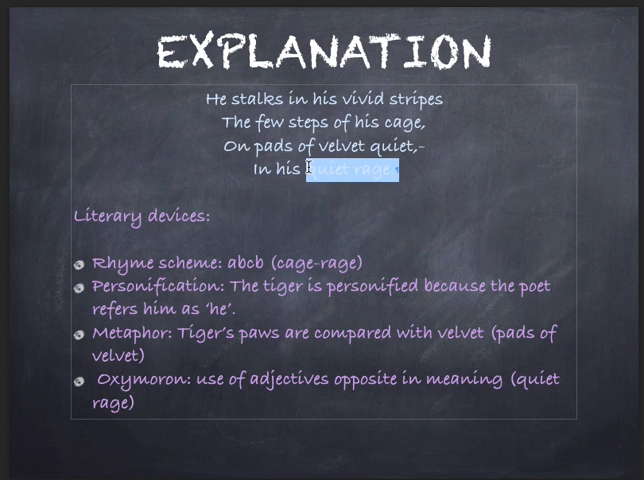 EXPLANATION
He stalks in his vivid stripes
The few steps of his cage,
On pads of velvet quiet,-
In his quiet rage.
Literary devices:
Rhyme scheme: abcb (cage-rage)
Personification: The tiger is personified because the poet
refers him as ‘he’.
Metaphor: Tiger’s paws are compared with velvet (pads of
velvet)
Oxymoron: use of adjectives opposite in meaning (quiet
rage)